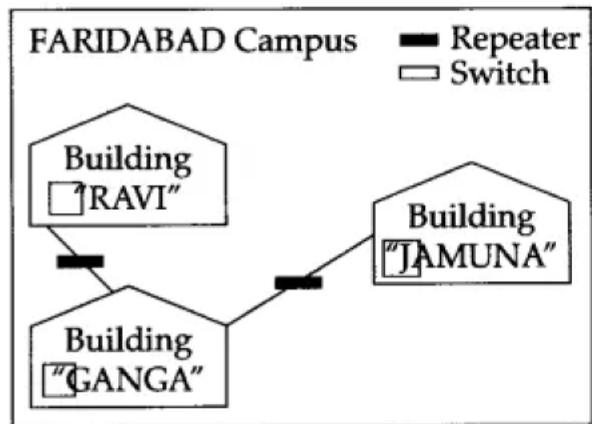 FARIDABAD Campus
Repeater
Switch
Building
"RAVI"
Building
"JAMUNA"
Building
"GANGA"